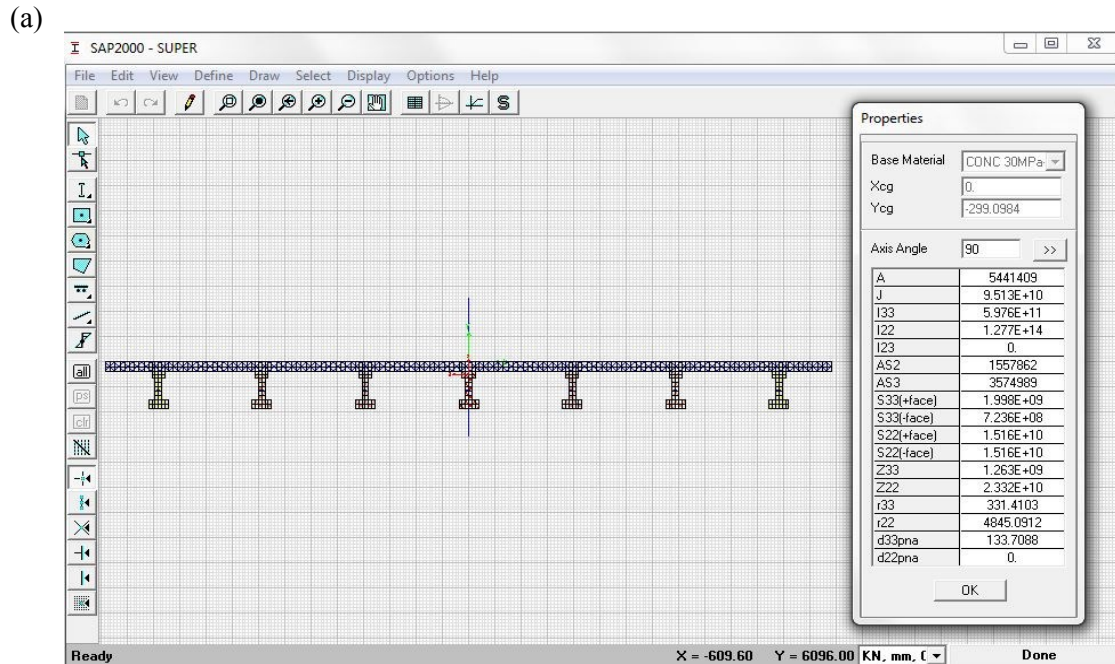 (a)
SAP2000 - SUPER
File Edit View Define Draw Select Display Options Help
Properties
Base Material CONC 30MPa-
Xcg 0.
Ycg -299.0984
Axis Angle 90 >>
A 5441409
J 9.513E+10
I33 5.976E+11
I22 1.277E+14
I23 0.
AS2 1557862
AS3 3574989
S33(+face) 1.998E+09
S33(-face) 7.236E+08
S22(+face) 1.516E+10
S22(-face) 1.516E+10
Z33 1.263E+09
Z22 2.332E+10
r33 331.4103
r22 4845.0912
d33pna 133.7088
d22pna 0.
OK
all
ps
clr
Ready X = -609.60 Y = 6096.00 KN, mm, Done